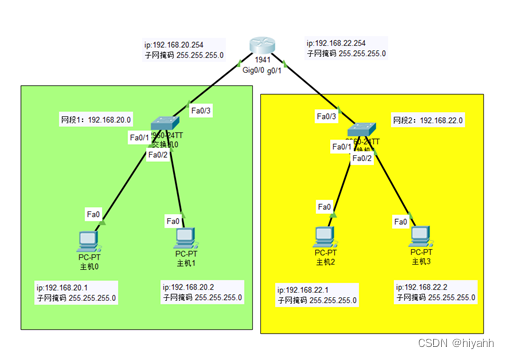 ip:192.168.20.254
子网掩码 255.255.255.0
ip:192.168.22.254
子网掩码 255.255.255.0
1941
Gig0/0 g0/1
网段1: 192.168.20.0
Fa0/3
Fa0/1
交换机0
Fa0/2
Fa0
Fa0
PC-PT
主机0
PC-PT
主机1
ip:192.168.20.1
子网掩码 255.255.255.0
ip:192.168.20.2
子网掩码 255.255.255.0
网段2: 192.168.22.0
Fa0/3
Fa0/1
Fa0/2
Fa0
Fa0
PC-PT
主机2
PC-PT
主机3
ip:192.168.22.1
子网掩码 255.255.255.0
ip:192.168.22.2
子网掩码 255.255.255.0
CSDN @hiyahh